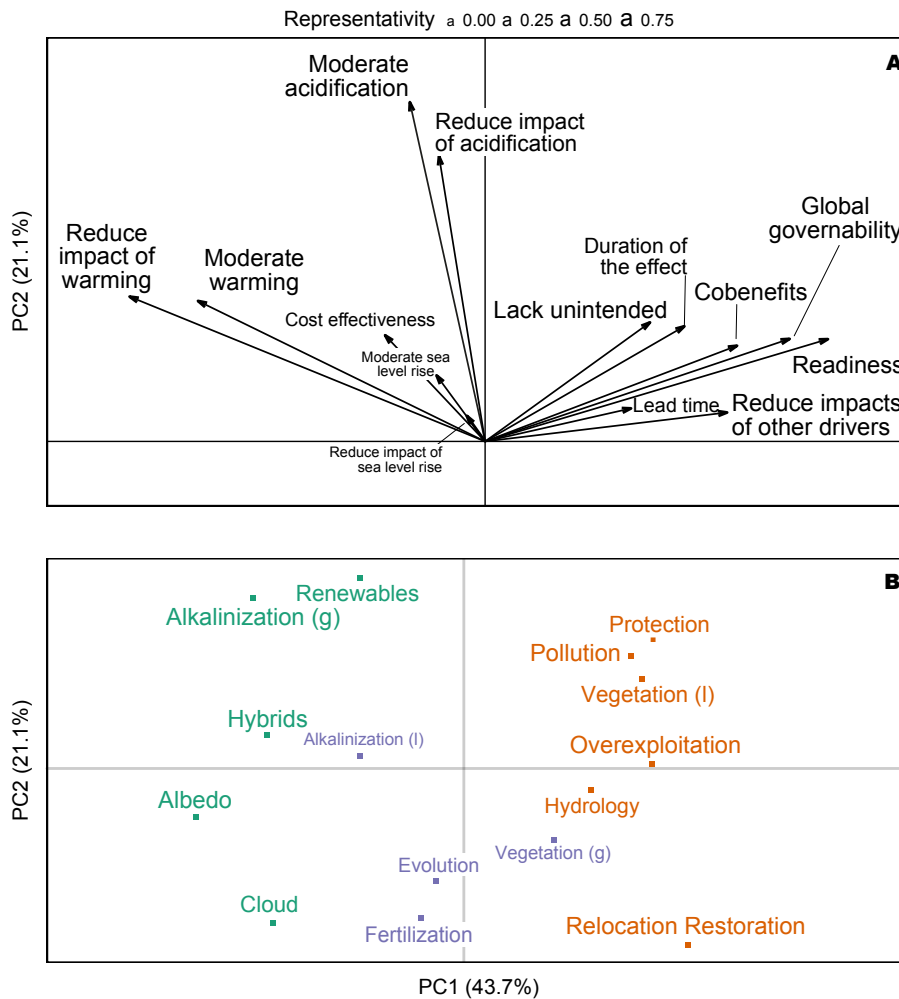 Representativity a 0.00 a 0.25 a 0.50 a 0.75
A
Moderate
acidification
Reduce impact
of acidification
Global
governability
Reduce
impact of
warming
Moderate
warming
Duration of
the effect
Cobenefits
Lack unintended
Cost effectiveness
Moderate sea
level rise
Readiness
Lead time
Reduce impacts
of other drivers
Reduce impact of
sea level rise
PC2 (21.1%)
B
Renewables
Alkalinization (g)
Protection
Pollution
Vegetation (l)
Hybrids
Alkalinization (l)
Overexploitation
Albedo
Hydrology
Vegetation (g)
Evolution
Cloud
Fertilization
Relocation Restoration
PC2 (21.1%)
PC1 (43.7%)